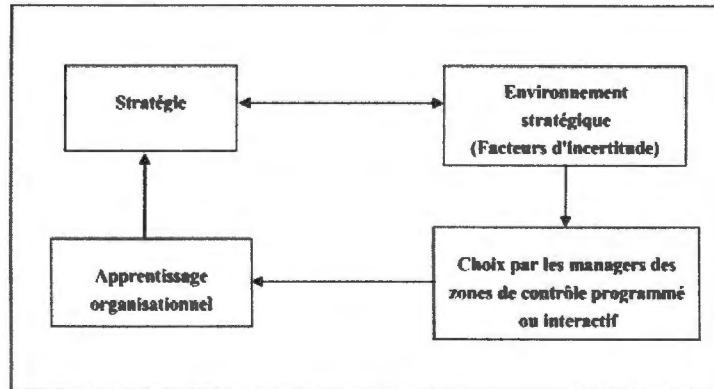 Stratégie
Environnement
stratégique
(Facteurs d'incertitude)
Apprentissage
organisationnel
Choix par les managers des
zones de contrôle programmé
ou interactif